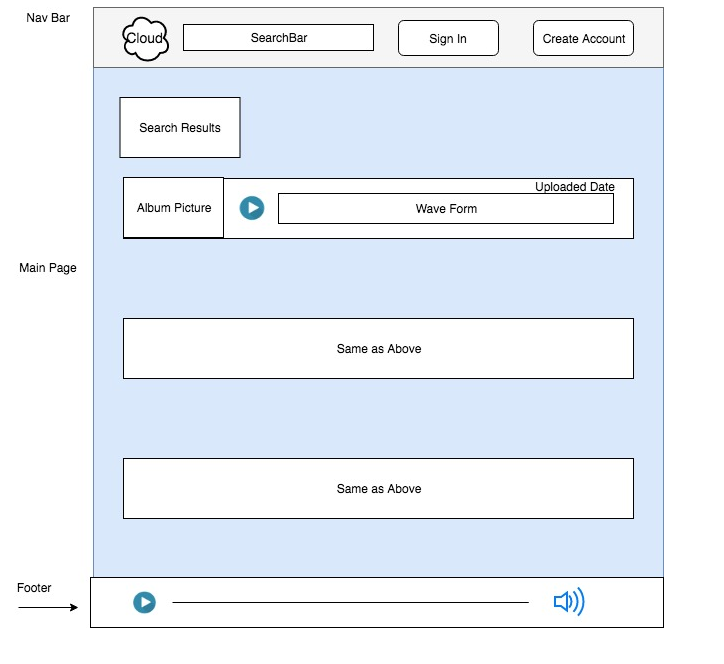 Nav Bar
Cloud
SearchBar
Sign In
Create Account
Search Results
Uploaded Date
Album Picture
Wave Form
Main Page
Same as Above
Same as Above
Footer